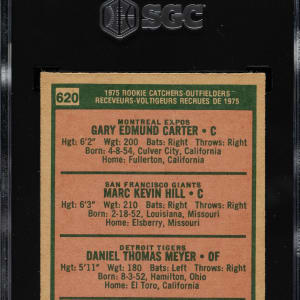 SGC
620
1975 ROOKIE CATCHERS-OUTFIELDERS
RECEVEURS-VOLTIGEURS RECRUES DE 1975
MONTREAL EXPOS
GARY EDMUND CARTER • C
Hgt: 6'2" Wgt: 200 Bats: Right Throws: Right
Born: 4-8-54, Culver City, California
Home: Fullerton, California
SAN FRANCISCO GIANTS
MARC KEVIN HILL • C
Hgt: 6'3" Wgt: 210 Bats: Right Throws: Right
Born: 2-18-52, Louisiana, Missouri
Home: Elsberry, Missouri
DETROIT TIGERS
DANIEL THOMAS MEYER • OF
Hgt: 5'11" Wgt: 180 Bats: Left Throws: Right
Born: 8-3-52, Hamilton, Ohio
Home: El Toro, California